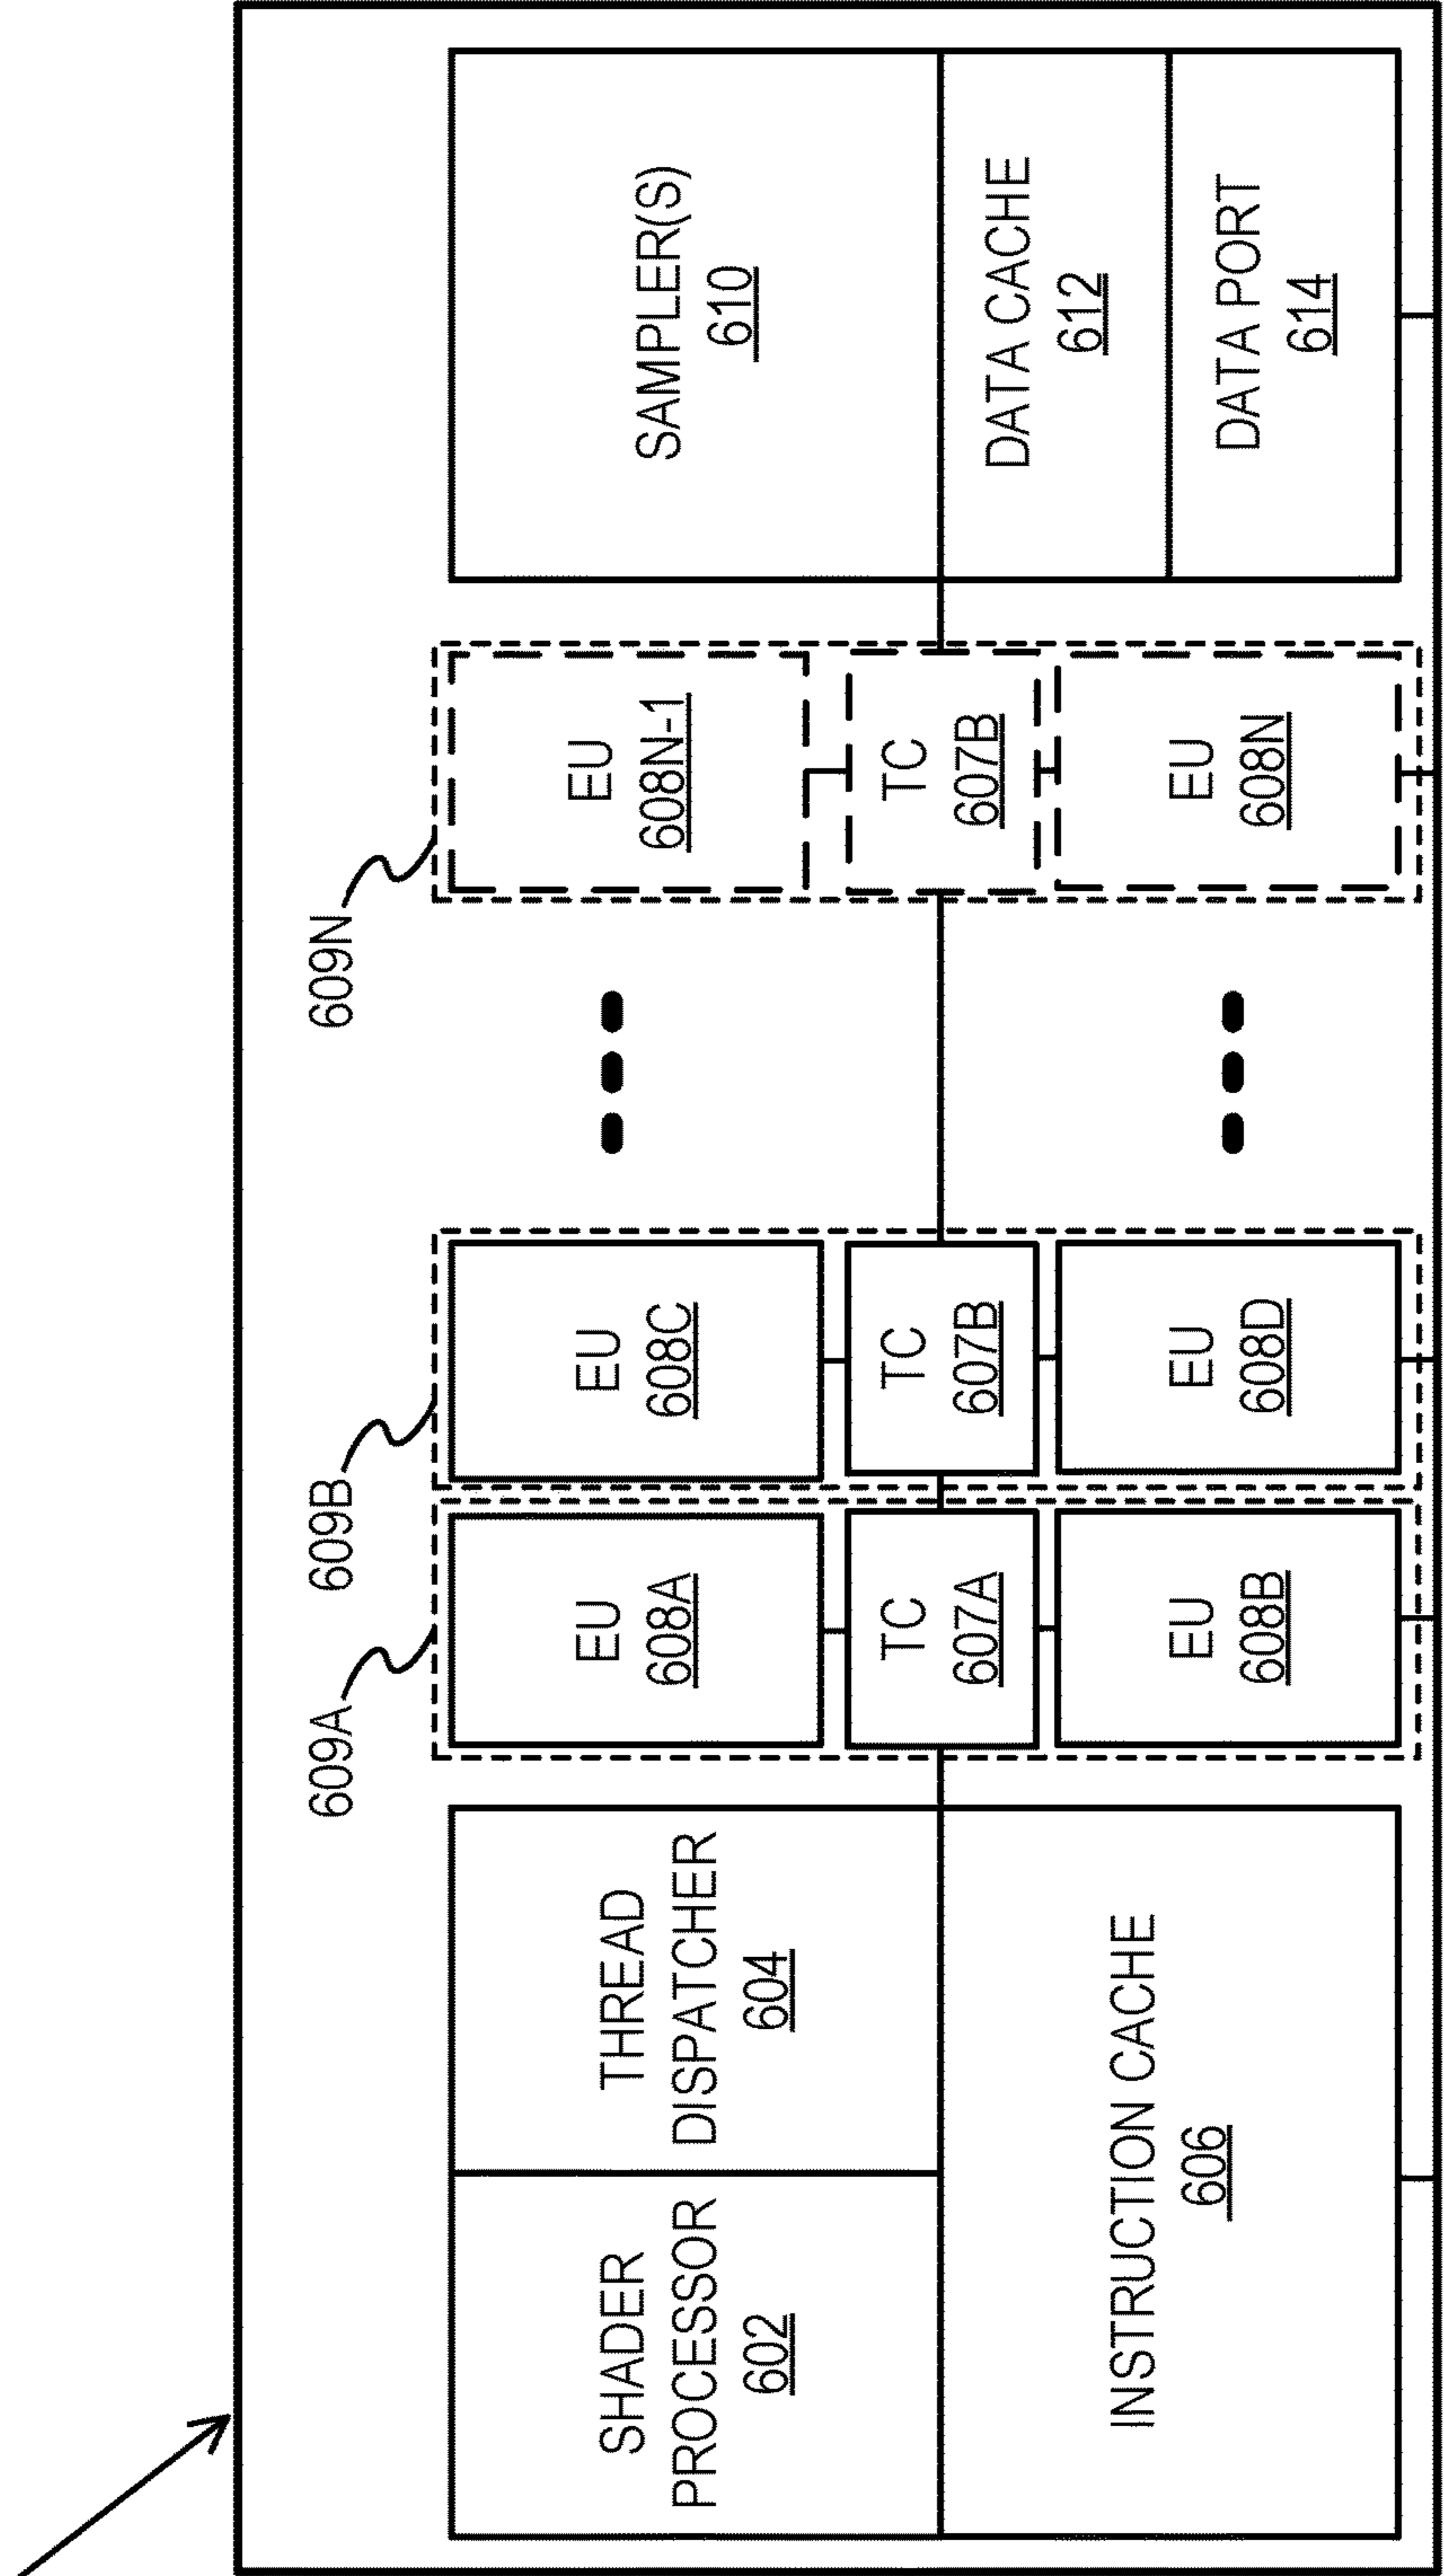 609A
609B
609N
SHADER
PROCESSOR
602
THREAD
DISPATCHER
604
INSTRUCTION CACHE
606
EU
608A
TC
607A
EU
608B
EU
608C
TC
607B
EU
608D
EU
608N-1
TC
607B
EU
608N
SAMPLER(S)
610
DATA CACHE
612
DATA PORT
614